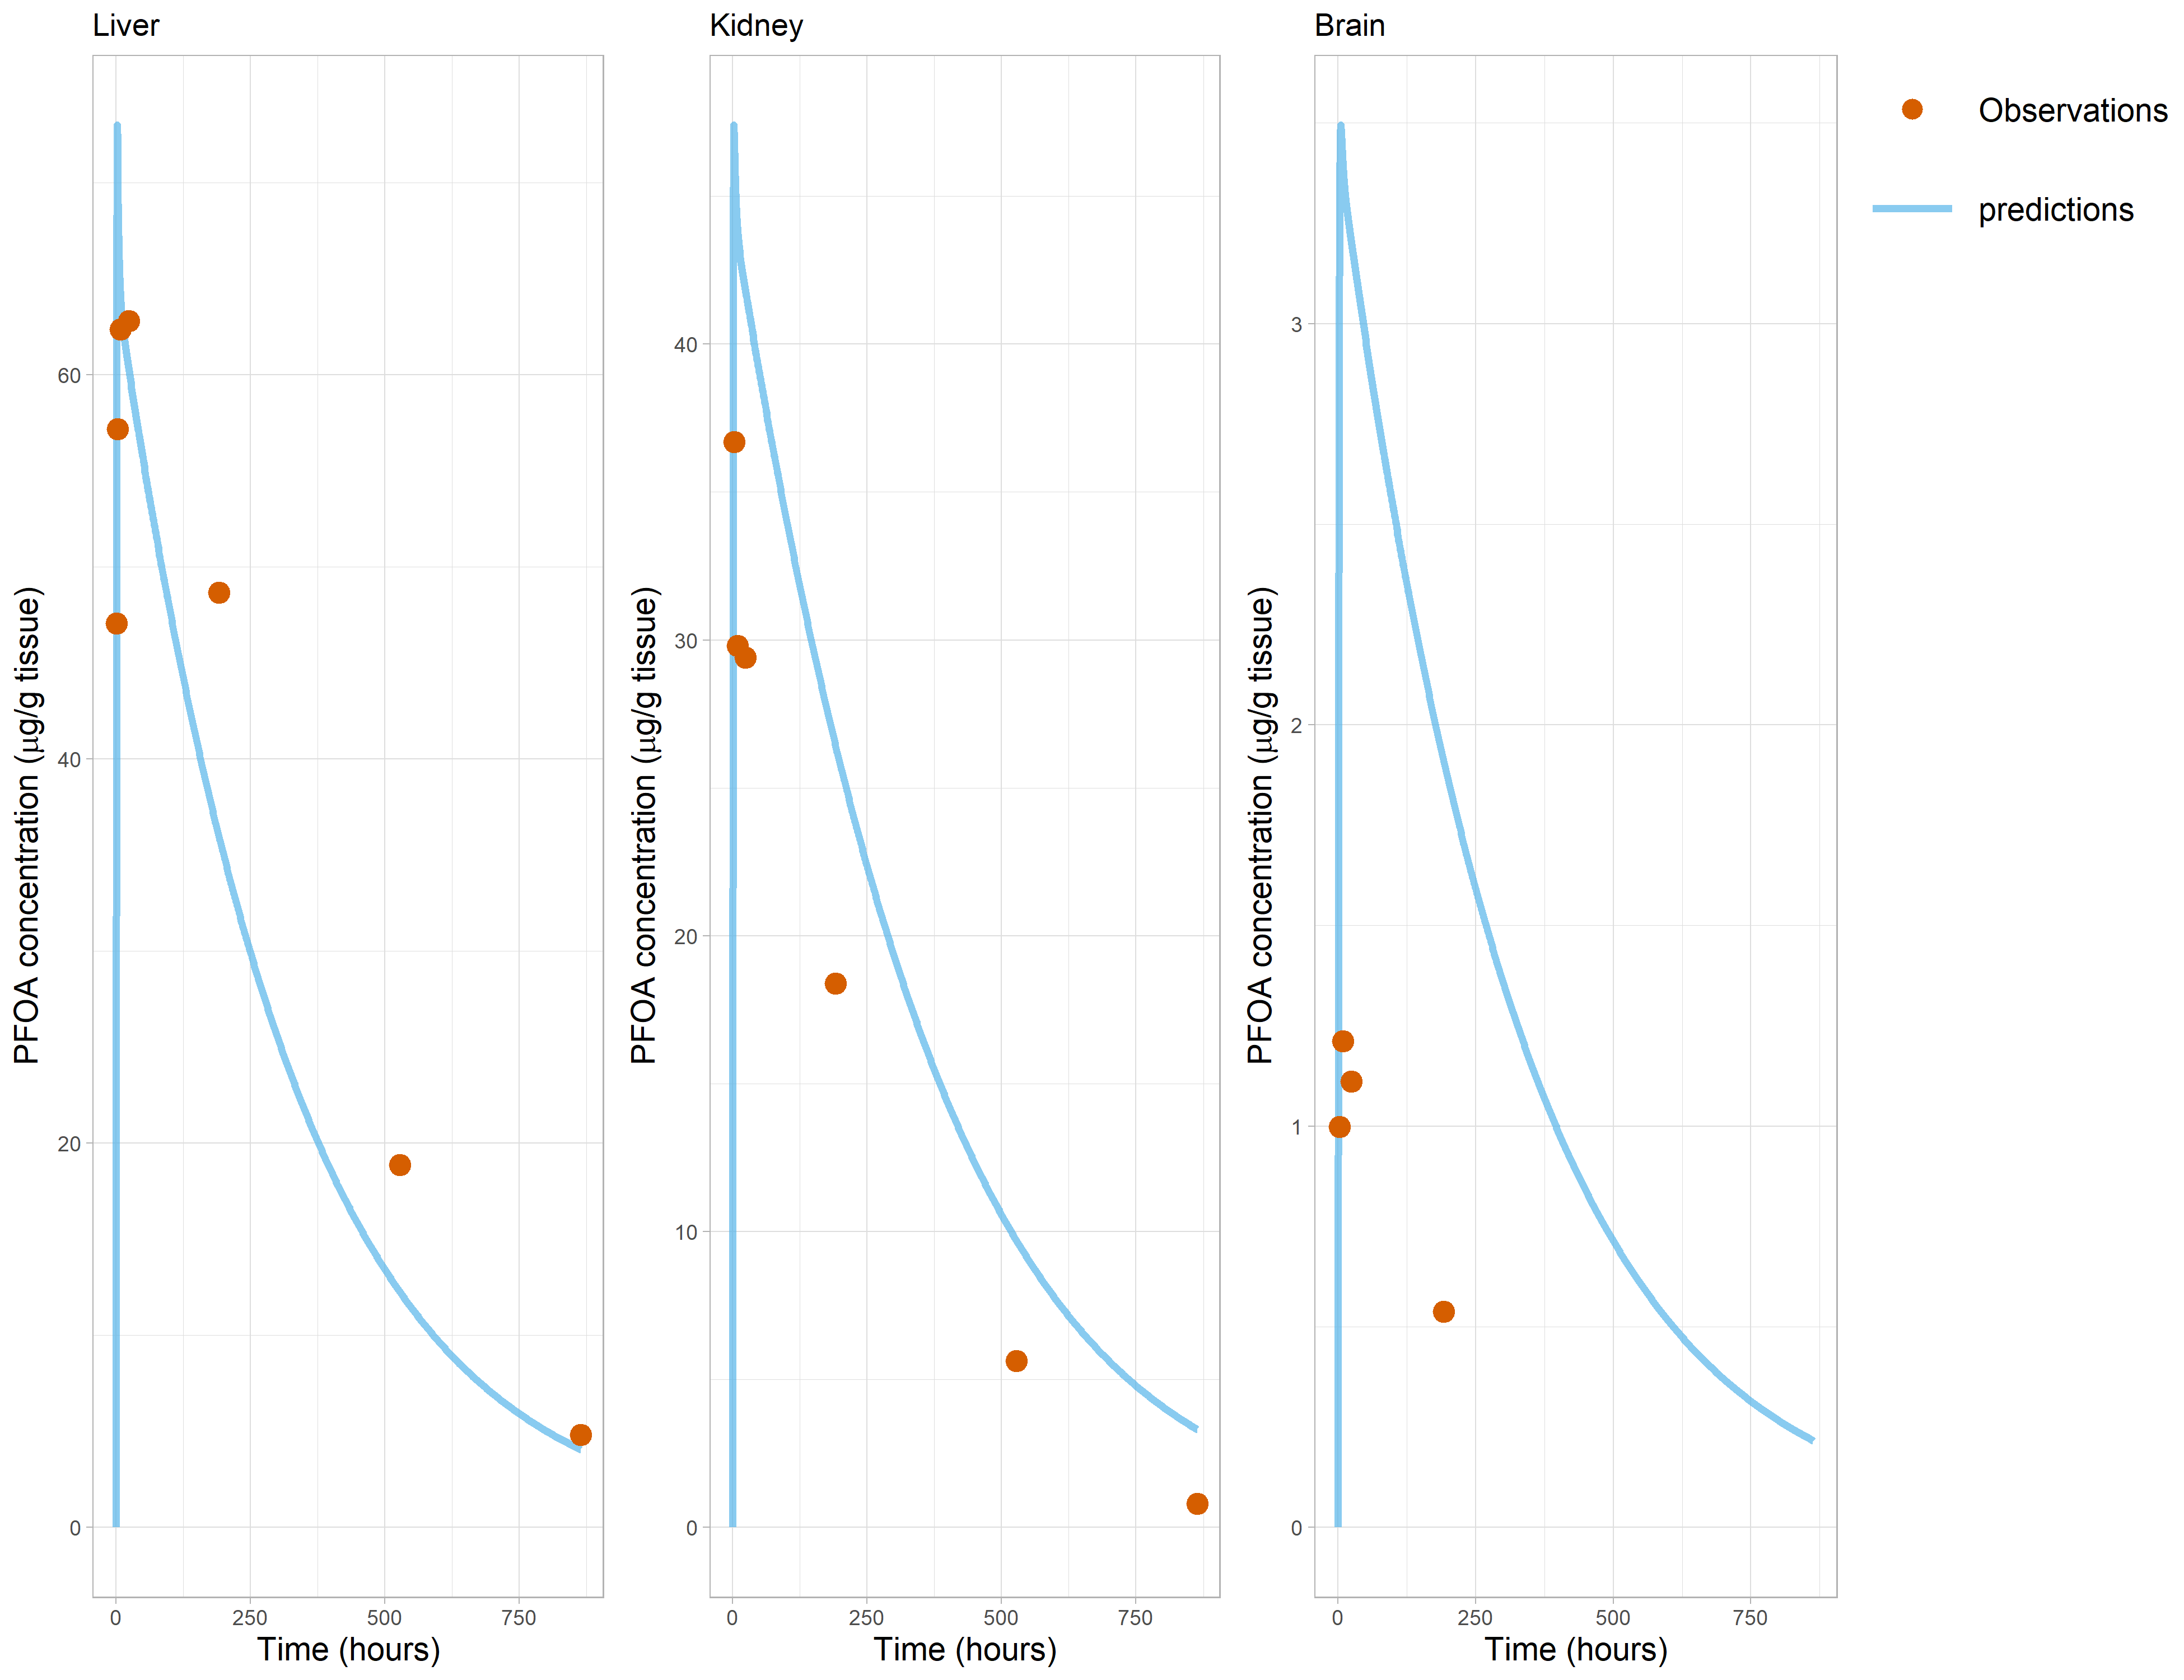 Liver
Kidney
Brain
Observations
predictions
PFOA concentration (μg/g tissue)
60
40
20
0
0 250 500 750
Time (hours)
PFOA concentration (μg/g tissue)
40
30
20
10
0
0 250 500 750
Time (hours)
PFOA concentration (μg/g tissue)
3
2
1
0
0 250 500 750
Time (hours)